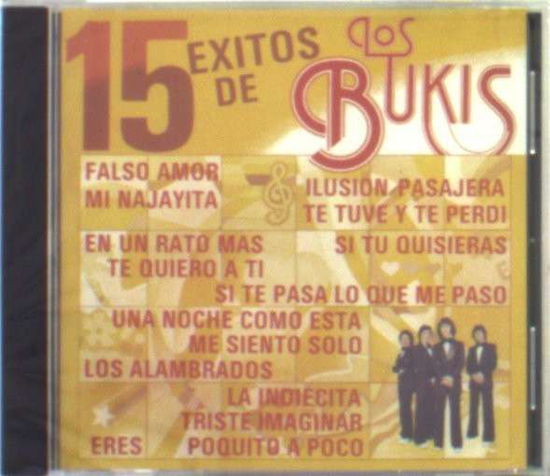 15 EXITOS DE
LOS BUKIS
FALSO AMOR
MI NAJAYITA
ILUSION PASAJERA
TE TUVE Y TE PERDI
EN UN RATO MAS
SI TU QUISIERAS
TE QUIERO A TI
SI TE PASA LO QUE ME PASO
UNA NOCHE COMO ESTA
ME SIENTO SOLO
LOS ALAMBRADOS
LA INDIECITA
TRISTE IMAGINAR
ERES POQUITO A POCO